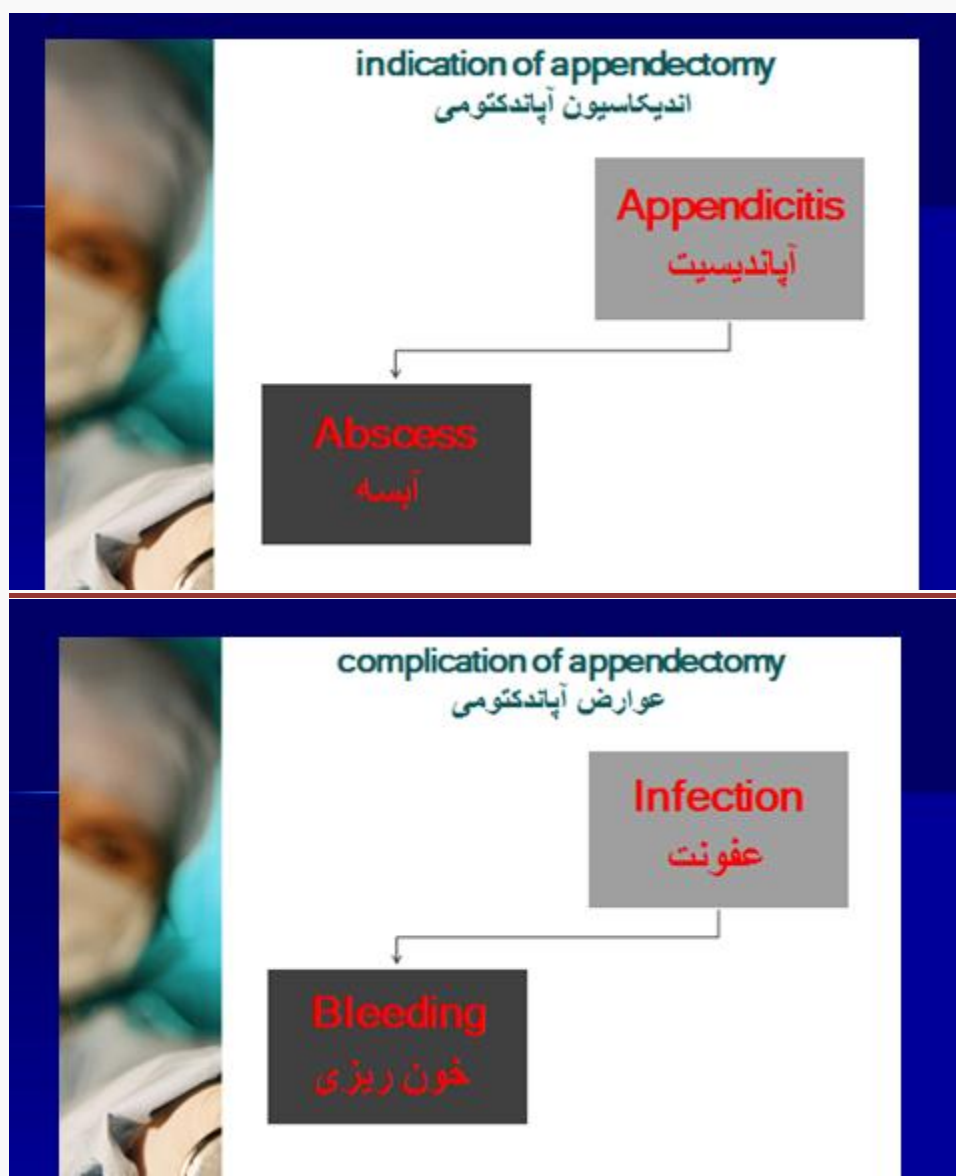 indication of appendectomy
اندیکاسیون آپاندکتومی
Appendicitis
آپاندیسیت
Abscess
آبسه
complication of appendectomy
عوارض آپاندکتومی
Infection
عفونت
Bleeding
خون ریزی